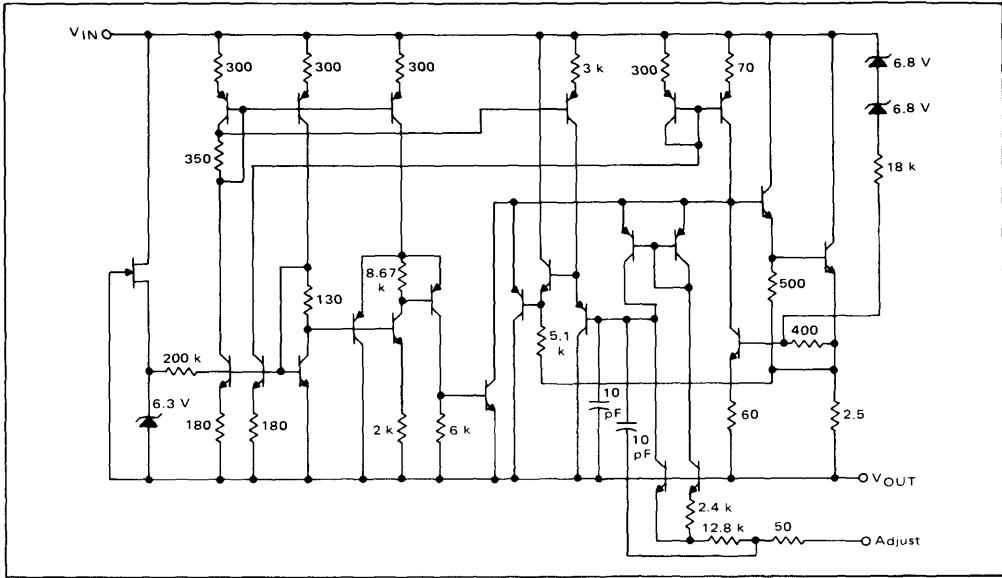 VIN
300
300
300
3 k
300
70
6.8 V
6.8 V
350
18 k
8.67
k
130
500
5.1
k
400
200 k
6.3 V
10
pF
10
pF
180
180
2 k
6 k
60
2.5
VOUT
2.4 k
12.8 k
50
Adjust